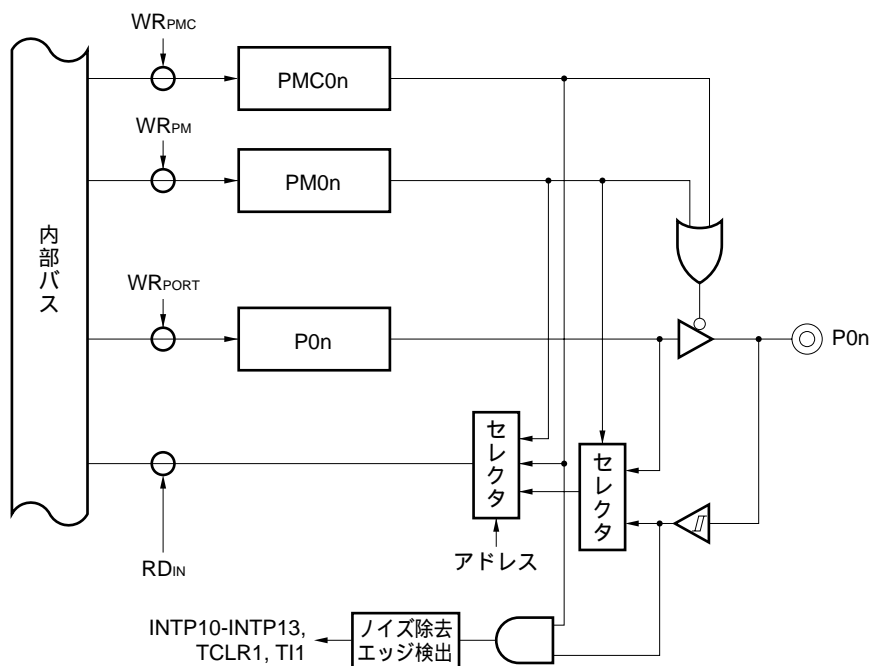 WRPMC
PMC0n
WRPM
PM0n
内部バス
WRPORT
P0n
P0n
セレクタ
セレクタ
アドレス
RDIN
INTP10-INTP13,
TCLR1, TI1
ノイズ除去
エッジ検出